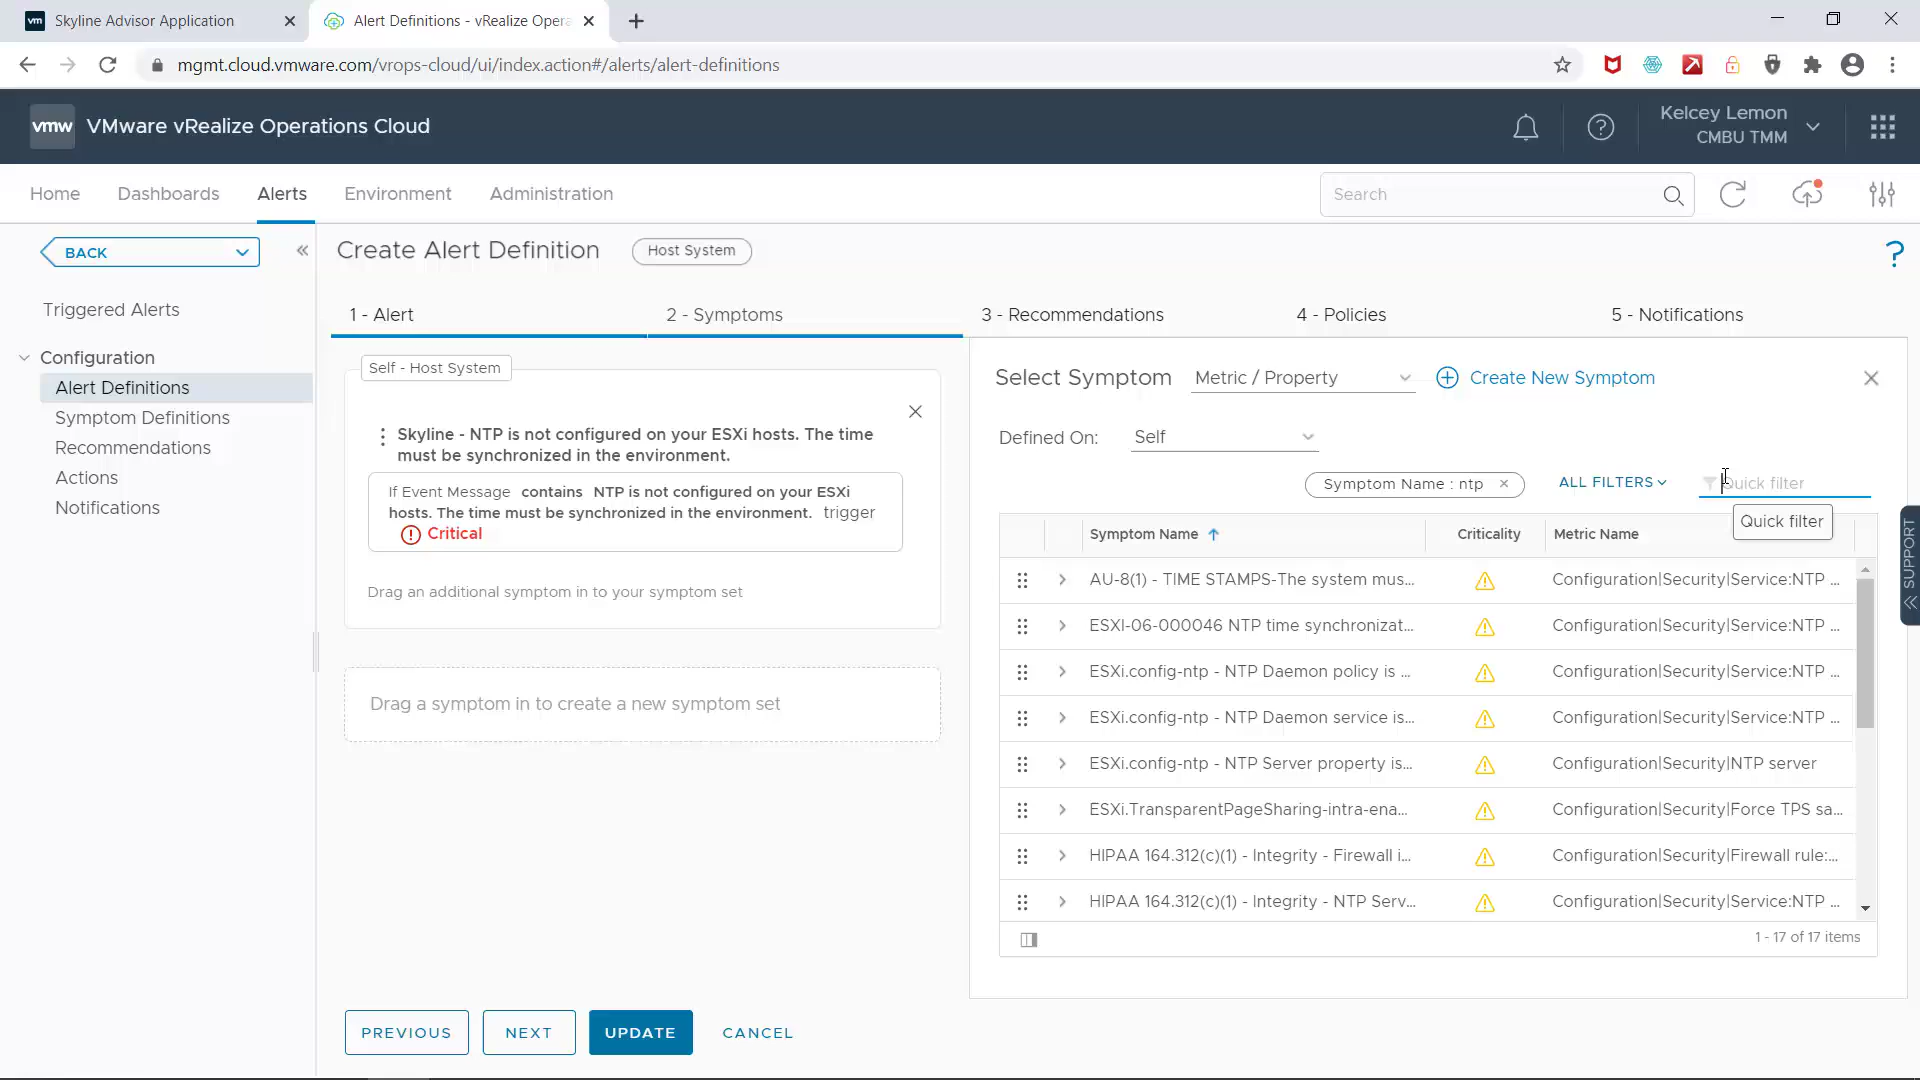 vm Skyline Advisor Application
Alert Definitions - vRealize Opera
mgmt.cloud.vmware.com/vrops-cloud/ui/index.action#/alerts/alert-definitions
vmw VMware vRealize Operations Cloud
Kelcey Lemon
CMBU TMM
Home Dashboards Alerts Environment Administration
Search
BACK
Create Alert Definition
Host System
?
Triggered Alerts
Configuration
Alert Definitions
Symptom Definitions
Recommendations
Actions
Notifications
1 - Alert 2 - Symptoms 3 - Recommendations 4 - Policies 5 - Notifications
Self - Host System
Skyline - NTP is not configured on your ESXi hosts. The time
must be synchronized in the environment.
If Event Message contains NTP is not configured on your ESXi
hosts. The time must be synchronized in the environment. trigger
Critical
Drag an additional symptom in to your symptom set
Drag a symptom in to create a new symptom set
Select Symptom Metric / Property Create New Symptom
Defined On: Self
Symptom Name : ntp ALL FILTERS Quick filter
Quick filter
Symptom Name Criticality Metric Name
AU-8(1) - TIME STAMPS-The system mus... Configuration|Security|Service:NTP ...
ESXI-06-000046 NTP time synchronizat... Configuration|Security|Service:NTP ...
ESXi.config-ntp - NTP Daemon policy is ... Configuration|Security|Service:NTP ...
ESXi.config-ntp - NTP Daemon service is... Configuration|Security|Service:NTP ...
ESXi.config-ntp - NTP Server property is... Configuration|Security|NTP server
ESXi.TransparentPageSharing-intra-ena... Configuration|Security|Force TPS sa...
HIPAA 164.312(c)(1) - Integrity - Firewall i... Configuration|Security|Firewall rule:...
HIPAA 164.312(c)(1) - Integrity - NTP Serv... Configuration|Security|Service:NTP ...
1 - 17 of 17 items
SUPPORT
PREVIOUS NEXT UPDATE CANCEL